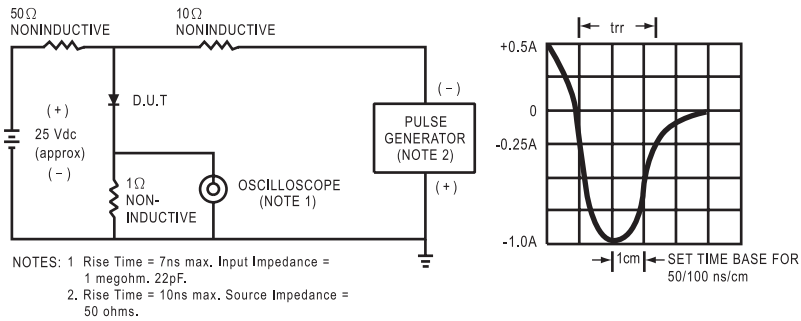 50Ω
NONINDUCTIVE
10Ω
NONINDUCTIVE
trr
+0.5A
(+)
D.U.T
(-)
0
25 Vdc
(approx)
PULSE
GENERATOR
(NOTE 2)
-0.25A
(-)
1Ω
NON-
INDUCTIVE
OSCILLOSCOPE
(NOTE 1)
(+)
-1.0A
NOTES: 1 Rise Time = 7ns max. Input Impedance =
1 megohm. 22pF.
2. Rise Time = 10ns max. Source Impedance =
50 ohms.
1cm
SET TIME BASE FOR
50/100 ns/cm